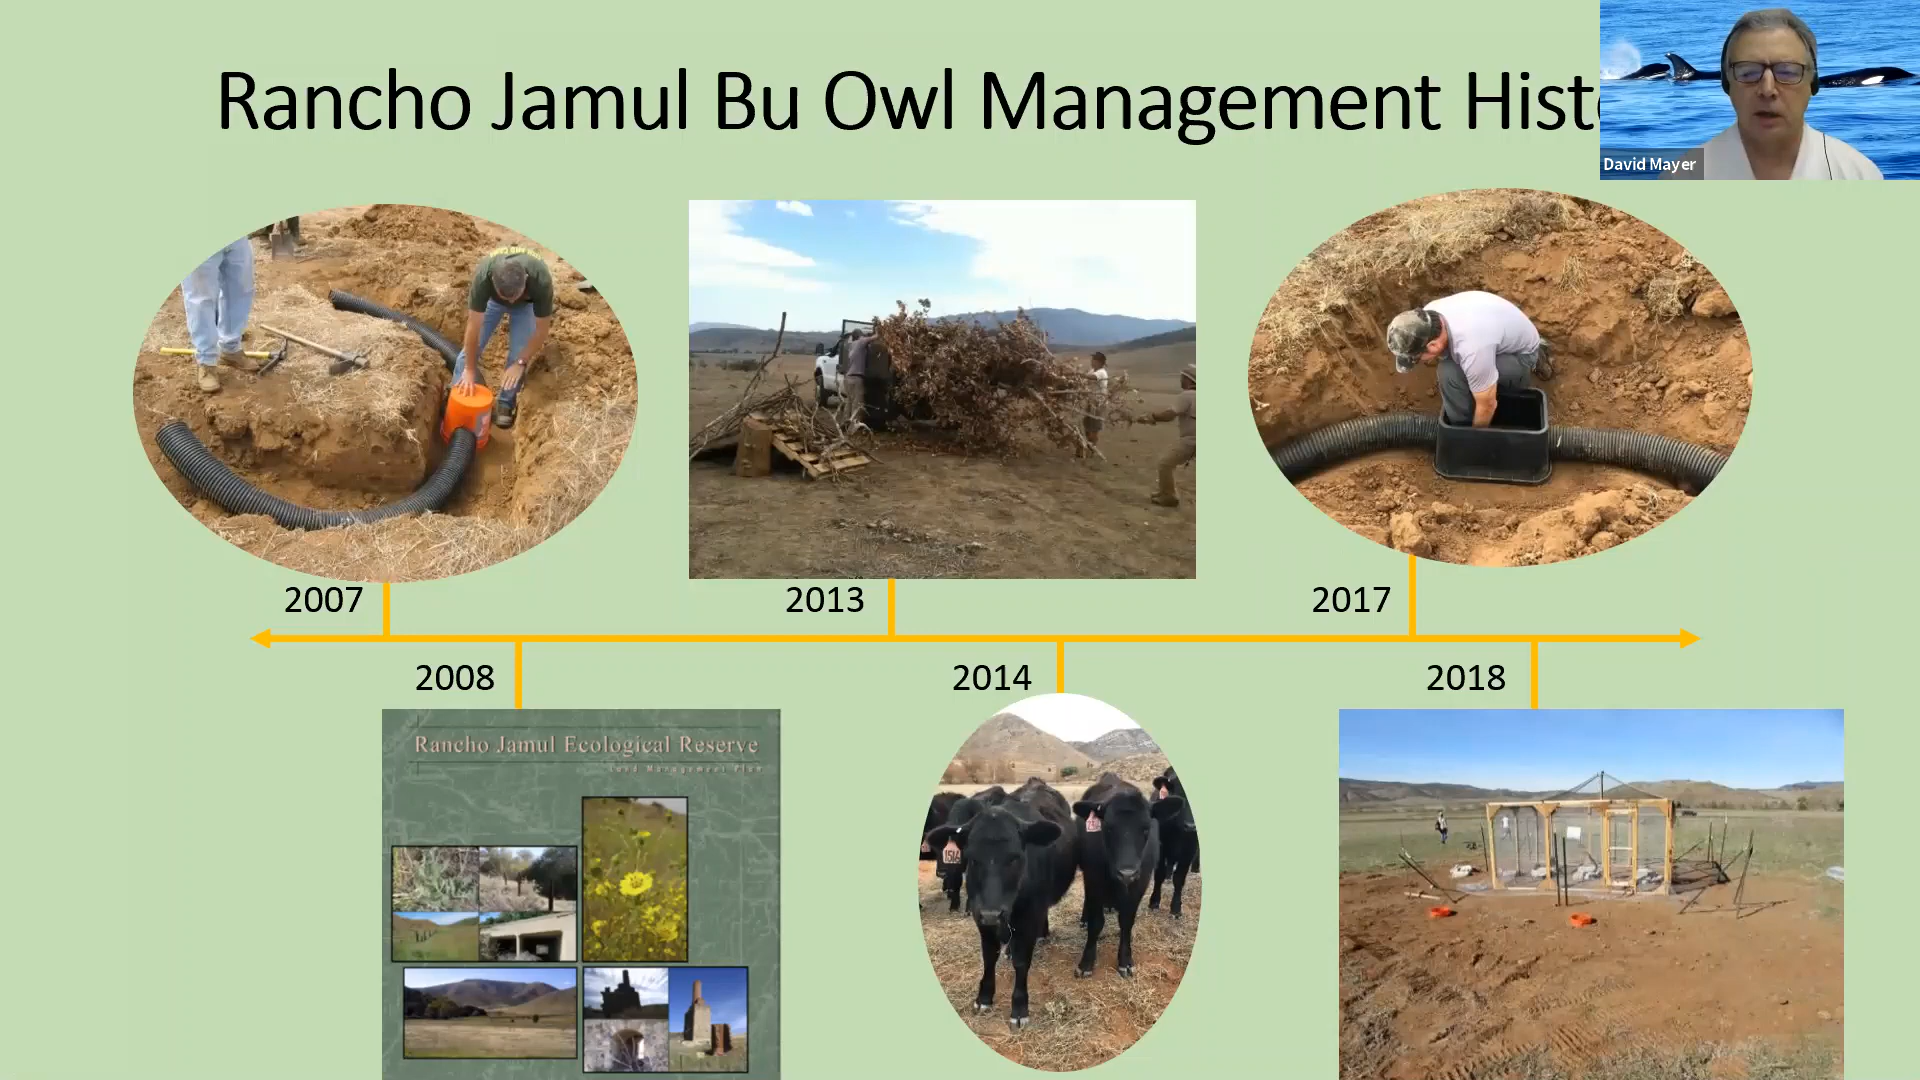 Rancho Jamul Bu Owl Management Histo
David Mayer
2007
2013
2017
2008
2014
2018
Rancho Jamul Ecological Reserve
Land Management Plan
1516